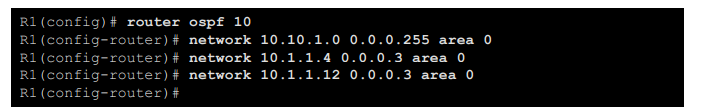 R1(config)# router ospf 10
R1(config-router)# network 10.10.1.0 0.0.0.255 area 0
R1(config-router)# network 10.1.1.4 0.0.0.3 area 0
R1(config-router)# network 10.1.1.12 0.0.0.3 area 0
R1(config-router)#